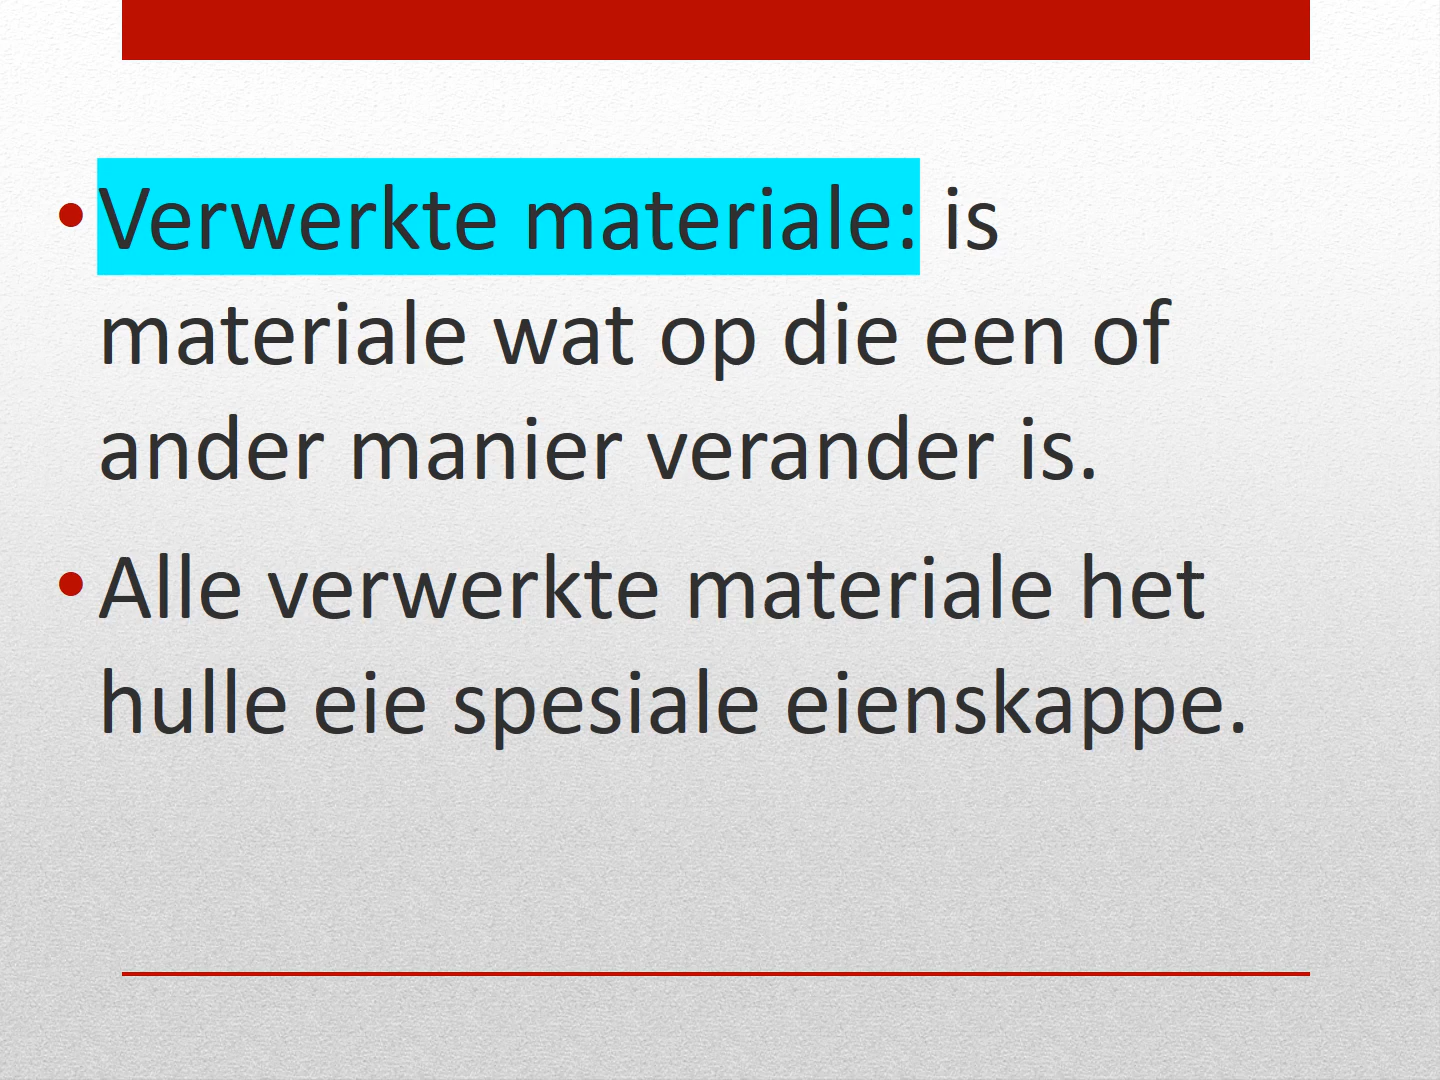 • Verwerkte materiale: is
materiale wat op die een of
ander manier verander is.
• Alle verwerkte materiale het
hulle eie spesiale eienskappe.